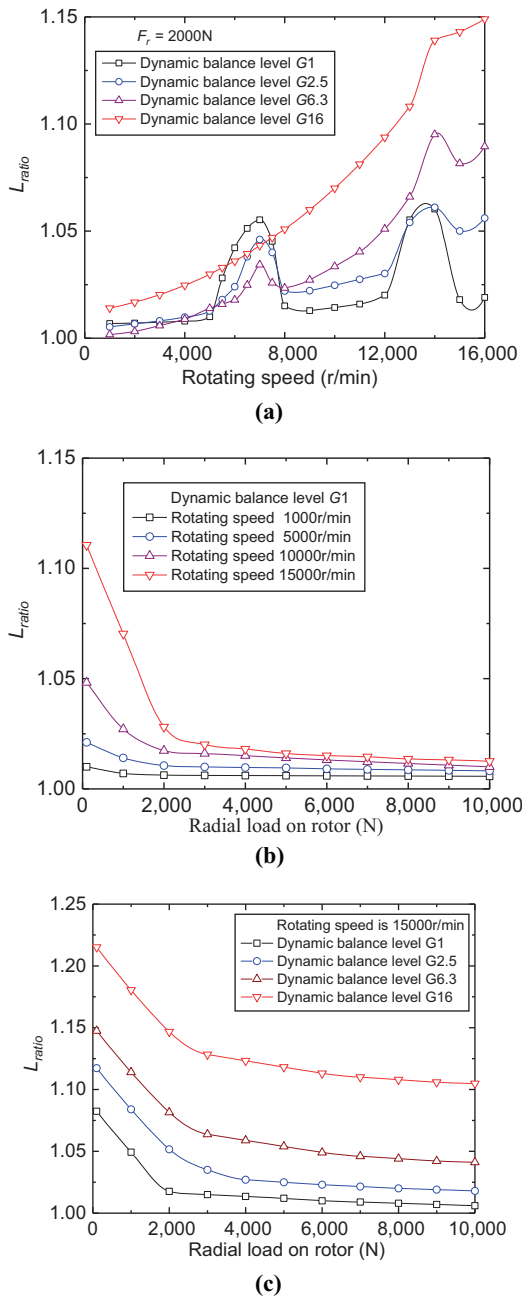 F_r = 2000N
Dynamic balance level G1
Dynamic balance level G2.5
Dynamic balance level G6.3
Dynamic balance level G16
1.15
1.10
1.05
1.00
L_ratio
0 4,000 8,000 12,000 16,000
Rotating speed (r/min)
(a)
1.15
1.10
1.05
1.00
L_ratio
Dynamic balance level G1
Rotating speed 1000r/min
Rotating speed 5000r/min
Rotating speed 10000r/min
Rotating speed 15000r/min
0 2,000 4,000 6,000 8,000 10,000
Radial load on rotor (N)
(b)
1.25
1.20
1.15
1.10
1.05
1.00
L_ratio
Rotating speed is 15000r/min
Dynamic balance level G1
Dynamic balance level G2.5
Dynamic balance level G6.3
Dynamic balance level G16
0 2,000 4,000 6,000 8,000 10,000
Radial load on rotor (N)
(c)